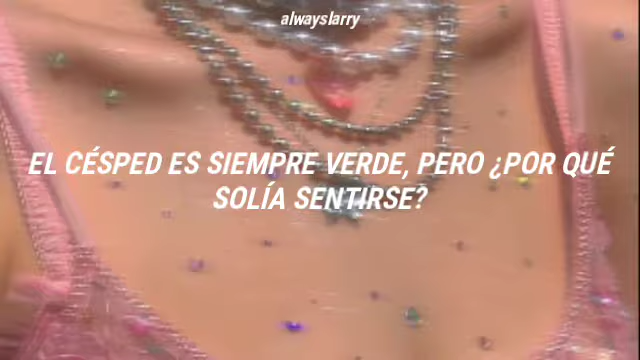 alwayslarry
EL CÉSPED ES SIEMPRE VERDE, PERO ¿POR QUÉ
SOLÍA SENTIRSE?